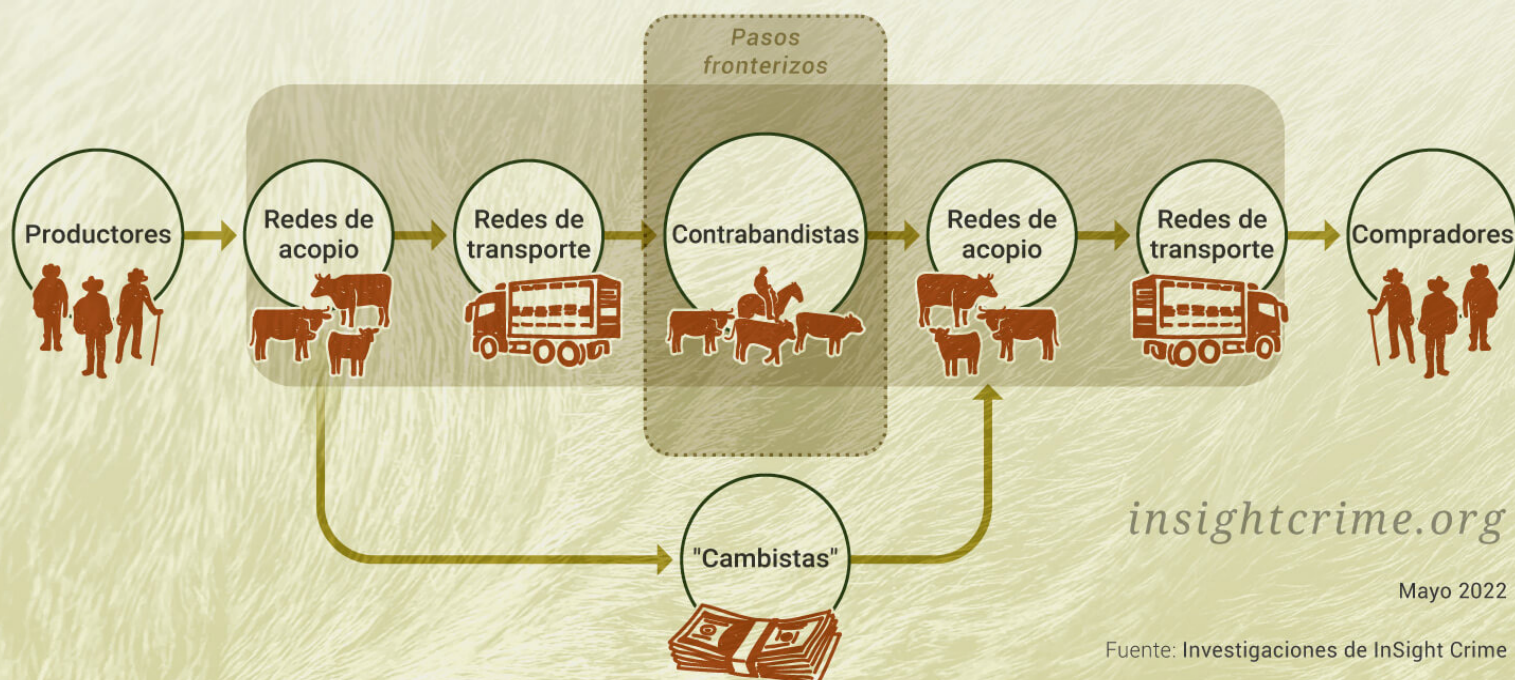 Pasos
fronterizos
Productores
Redes de
acopio
Redes de
transporte
Contrabandistas
Redes de
acopio
Redes de
transporte
Compradores
"Cambistas"
insightcrime.org
Mayo 2022
Fuente: Investigaciones de InSight Crime